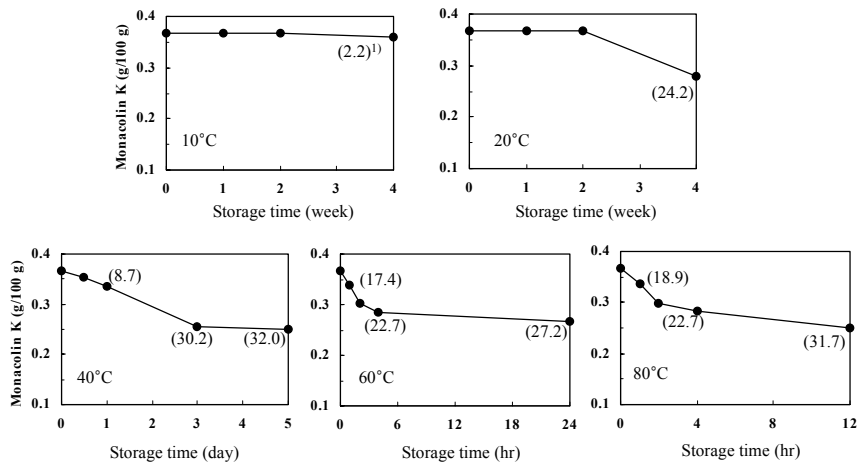 0.4 0.4
Monacolin K (g/100 g)
(2.2)1)
0.3 0.3
(24.2)
0.2 0.2
10°C 20°C
0.1 0.1
0 1 2 3 4 0 1 2 3 4
Storage time (week) Storage time (week)
0.4 0.4 0.4
Monacolin K (g/100 g)
(8.7) (17.4) (18.9)
0.3 0.3 0.3
(30.2) (32.0) (22.7) (27.2) (22.7) (31.7)
0.2 0.2 0.2
40°C 60°C 80°C
0.1 0.1 0.1
0 1 2 3 4 5 0 6 12 18 24 0 4 8 12
Storage time (day) Storage time (hr) Storage time (hr)